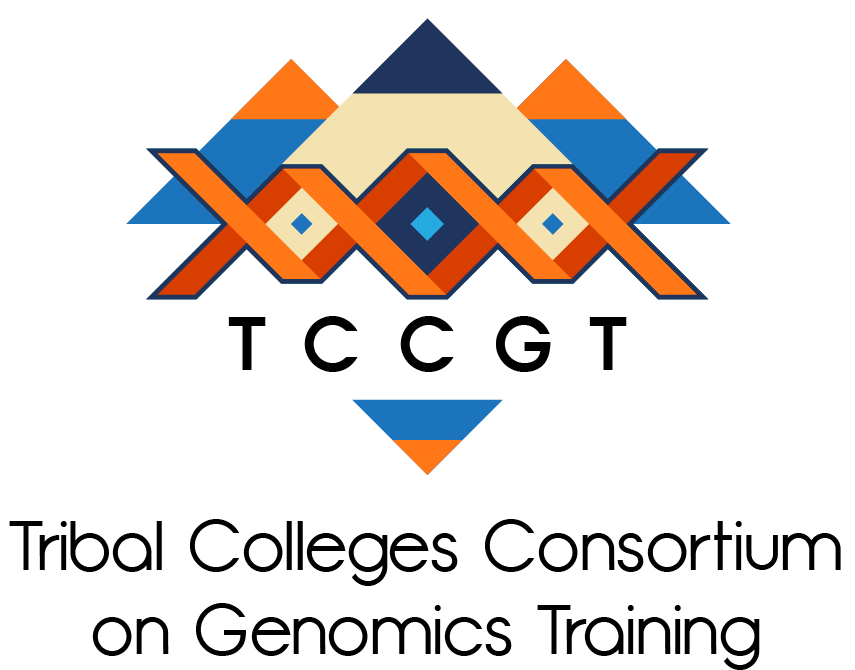 TCCGT
Tribal Colleges Consortium
on Genomics Training